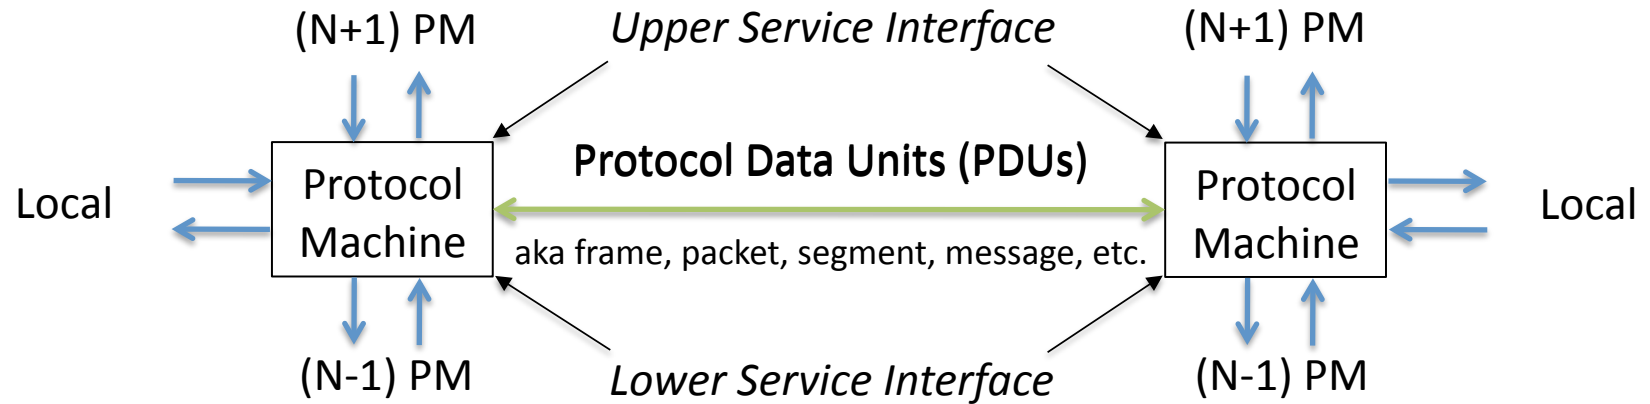 (N+1) PM
Upper Service Interface
(N+1) PM
Local
Protocol
Machine
Protocol Data Units (PDUs)
aka frame, packet, segment, message, etc.
Protocol
Machine
Local
(N-1) PM
Lower Service Interface
(N-1) PM